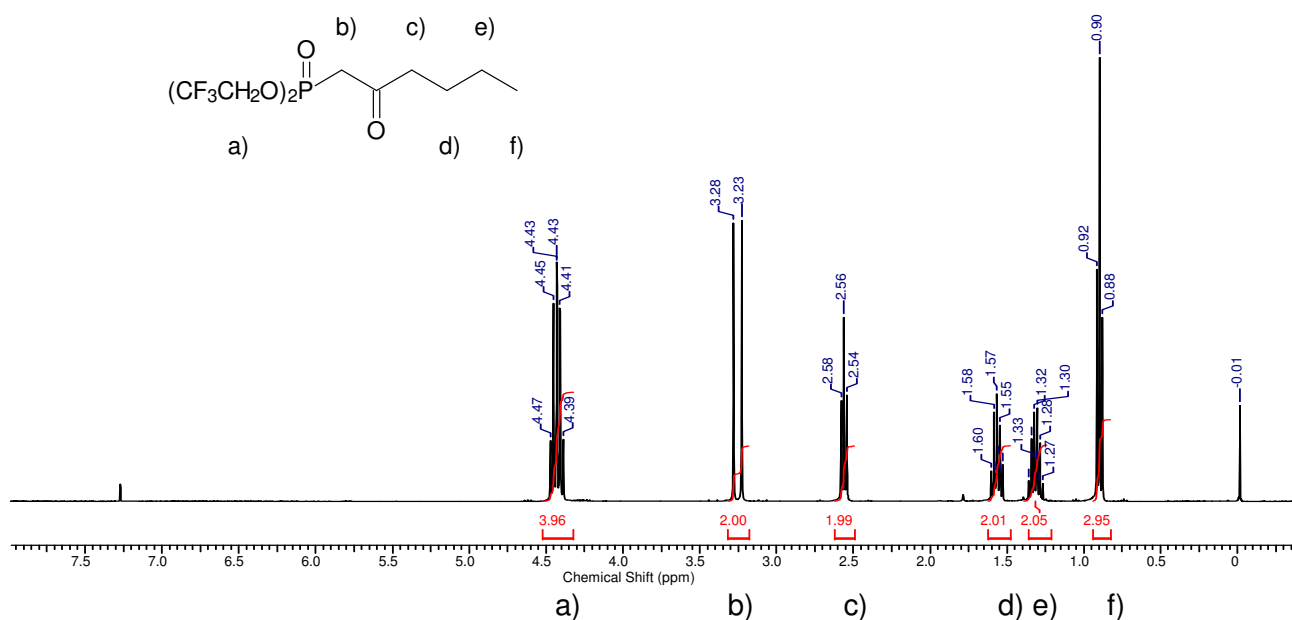 b) c) e)
O
(CF3CH2O)2P
O
a) d) f)
0.90
3.28
3.23
4.43
4.43
0.92
4.45
4.41
2.56
0.88
1.57
1.32
1.30
1.58
1.55
2.58
2.54
1.28
-0.01
4.47
4.39
1.60
1.33
1.27
3.96 2.00 1.99 2.01 2.05 2.95
7.5 7.0 6.5 6.0 5.5 5.0 4.5 4.0 3.5 3.0 2.5 2.0 1.5 1.0 0.5 0
Chemical Shift (ppm)
a) b) c) d) e) f)